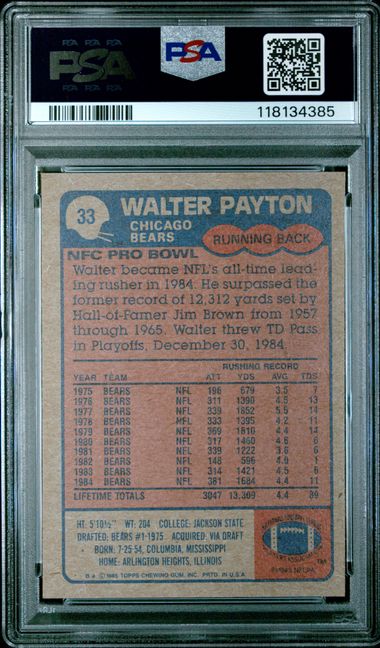 PSA PSA PSA
PSA
PSA PSA PSA
PSA
118134385
33
WALTER PAYTON
CHICAGO
BEARS
RUNNING BACK
NFC PRO BOWL
Walter became NFL's all-time lead-
ing rusher in 1984. He surpassed the
former record of 12,312 yards set by
Hall-of-Famer Jim Brown from 1957
through 1965. Walter threw TD Pass
in Playoffs, December 30, 1984.
RUSHING RECORD
YEAR TEAM ATT YDS AVG TDS
1975 BEARS NFL 196 679 3.5 7
1976 BEARS NFL 311 1390 4.5 13
1977 BEARS NFL 339 1852 5.5 14
1978 BEARS NFL 333 1395 4.2 11
1979 BEARS NFL 369 1610 4.4 14
1980 BEARS NFL 317 1460 4.6 6
1981 BEARS NFL 339 1222 3.6 6
1982 BEARS NFL 148 596 4.0 1
1983 BEARS NFL 314 1421 4.5 6
1984 BEARS NFL 381 1684 4.4 11
LIFETIME TOTALS 3047 13,309 4.4 89
HT: 5'10½" WT: 204 COLLEGE: JACKSON STATE
DRAFTED: BEARS #1-1975 ACQUIRED: VIA DRAFT
BORN: 7-25-54, COLUMBIA, MISSISSIPPI
HOME: ARLINGTON HEIGHTS, ILLINOIS
© 1985 TOPPS CHEWING GUM, INC. PRTD. IN U.S.A.
TM
©1985 NFLPA